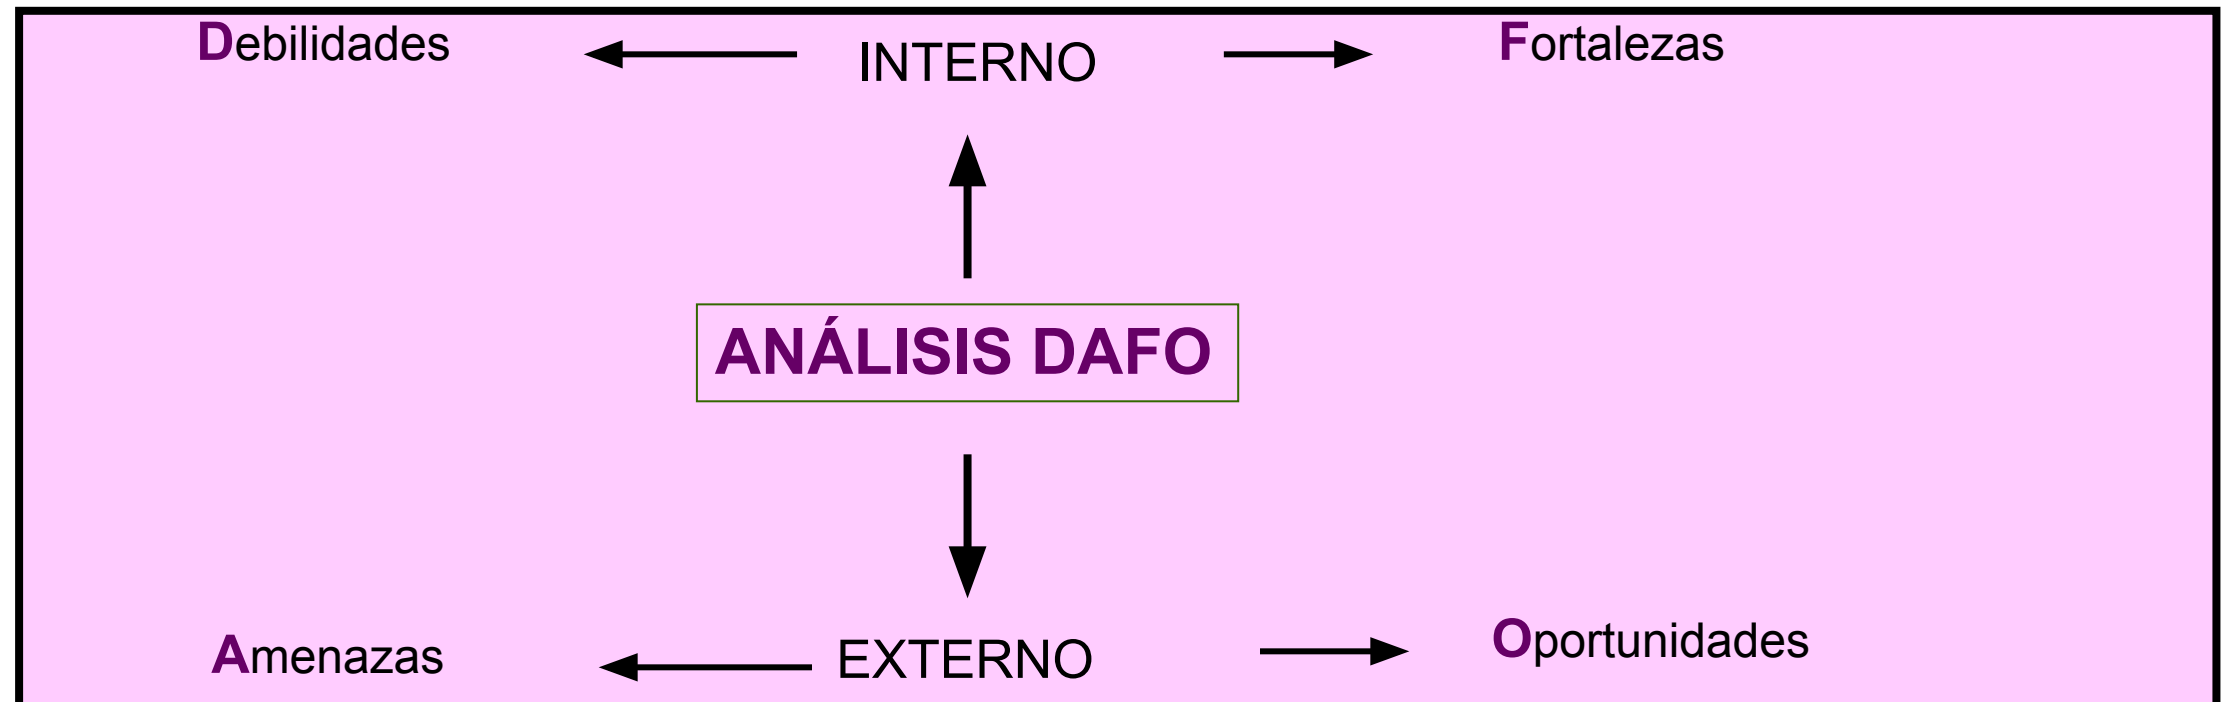 Debilidades
INTERNO
Fortalezas
ANÁLISIS DAFO
Amenazas
EXTERNO
Oportunidades